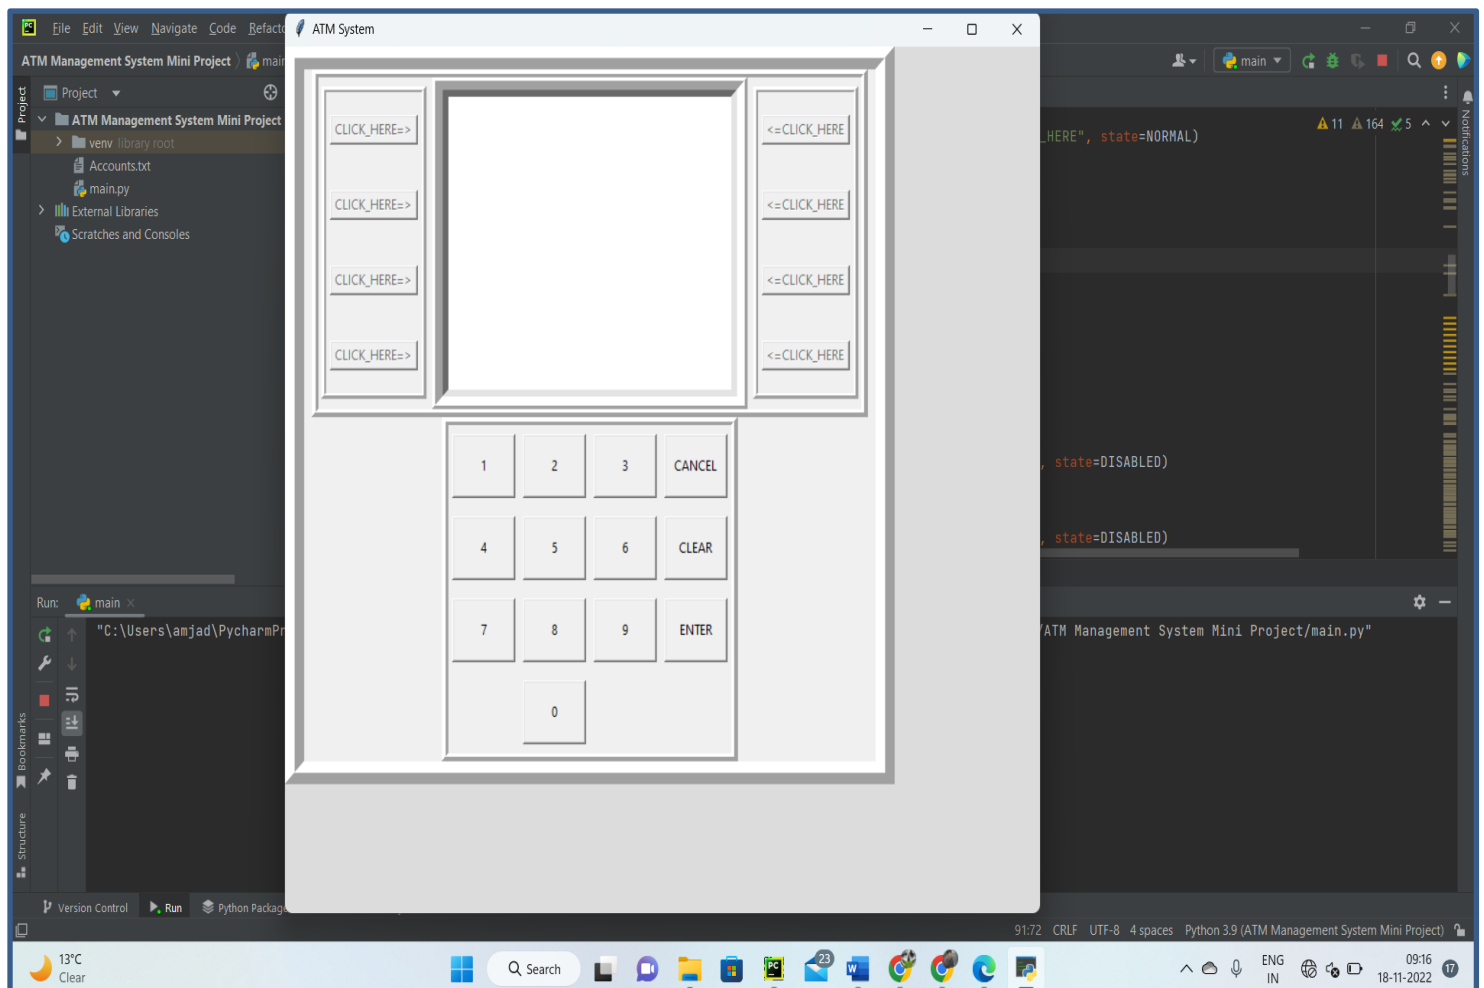 File Edit View Navigate Code Refacto
ATM System
ATM Management System Mini Project
main
main
Project
Project
ATM Management System Mini Project
venv library root
Accounts.txt
main.py
External Libraries
Scratches and Consoles
CLICK_HERE=>
<=CLICK_HERE
CLICK_HERE=>
<=CLICK_HERE
CLICK_HERE=>
<=CLICK_HERE
CLICK_HERE=>
<=CLICK_HERE
1 2 3 CANCEL
4 5 6 CLEAR
7 8 9 ENTER
0
11 164 5
_HERE", state=NORMAL)
, state=DISABLED)
, state=DISABLED)
Notifications
Run: main
"C:\Users\amjad\PycharmPr
/ATM Management System Mini Project/main.py"
Bookmarks
Structure
Version Control Run Python Package
91:72 CRLF UTF-8 4 spaces Python 3.9 (ATM Management System Mini Project)
13°C
Clear
Search
23
ENG
IN
09:16
18-11-2022
17